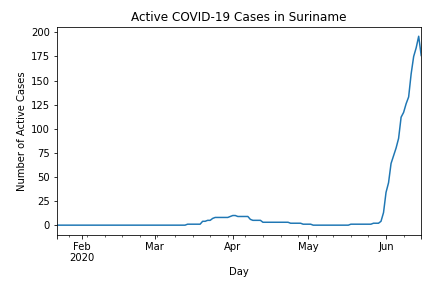 Active COVID-19 Cases in Suriname
200
175
150
125
100
75
50
25
0
Number of Active Cases
Feb
2020
Mar
Apr
May
Jun
Day